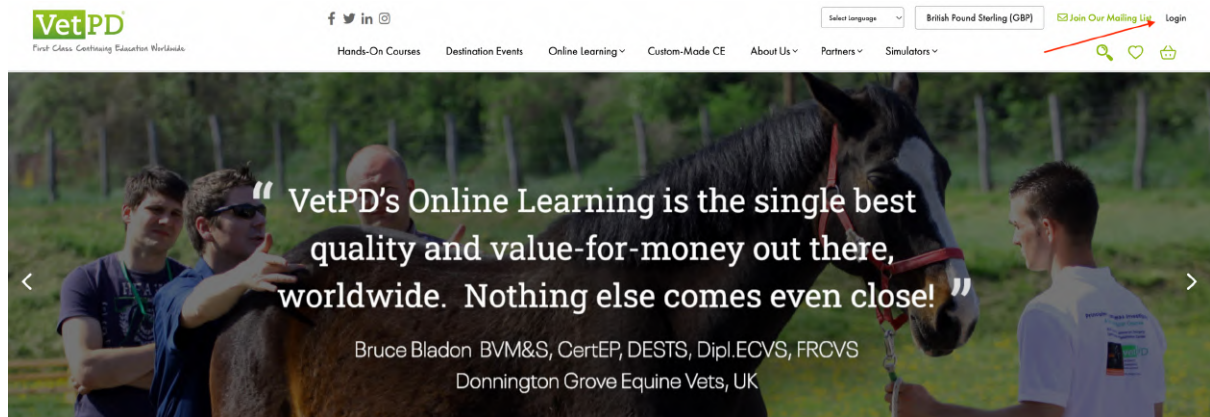 VetPD
First Class Continuing Education Worldwide
Select Language
British Pound Sterling (GBP)
Join Our Mailing List
Login
Hands-On Courses
Destination Events
Online Learning
Custom-Made CE
About Us
Partners
Simulators
“ VetPD’s Online Learning is the single best
quality and value-for-money out there,
worldwide. Nothing else comes even close! ”
Bruce Bladon BVM&S, CertEP, DESTS, Dipl.ECVS, FRCVS
Donnington Grove Equine Vets, UK